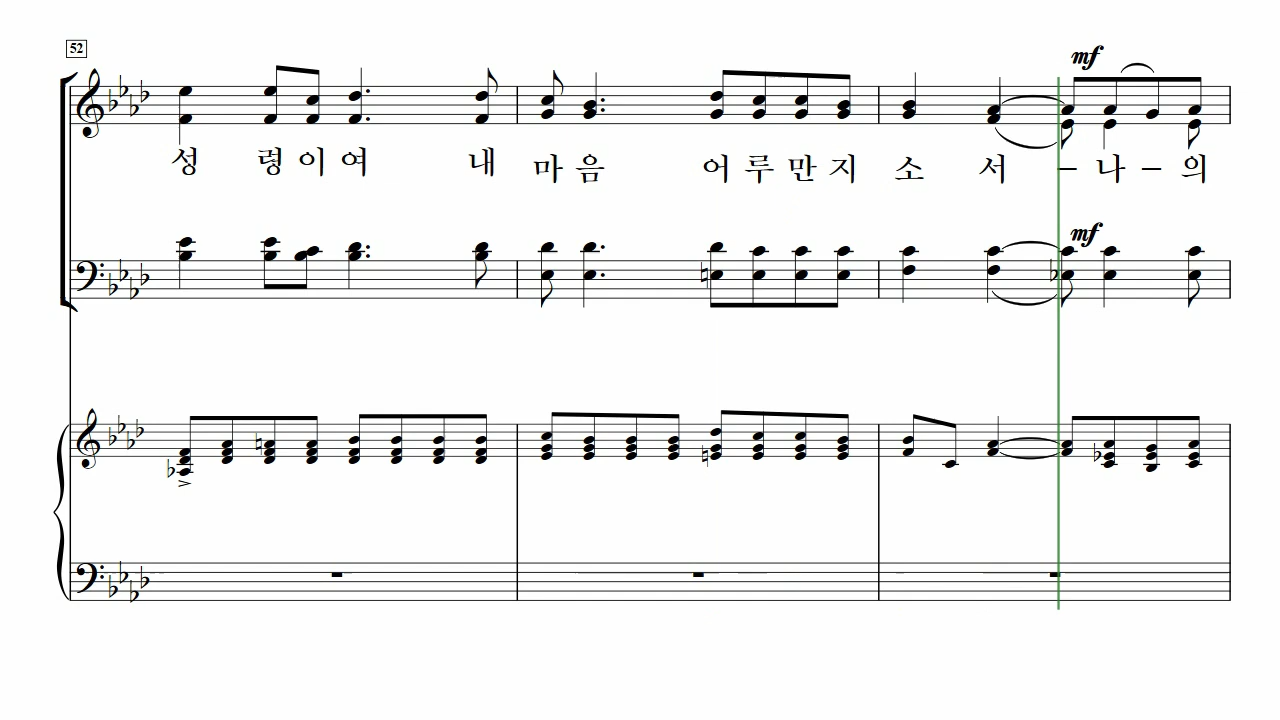 52
mf
성 령 이 여 내 마 음 어 루 만 지 소 서 – 나 – 의
mf